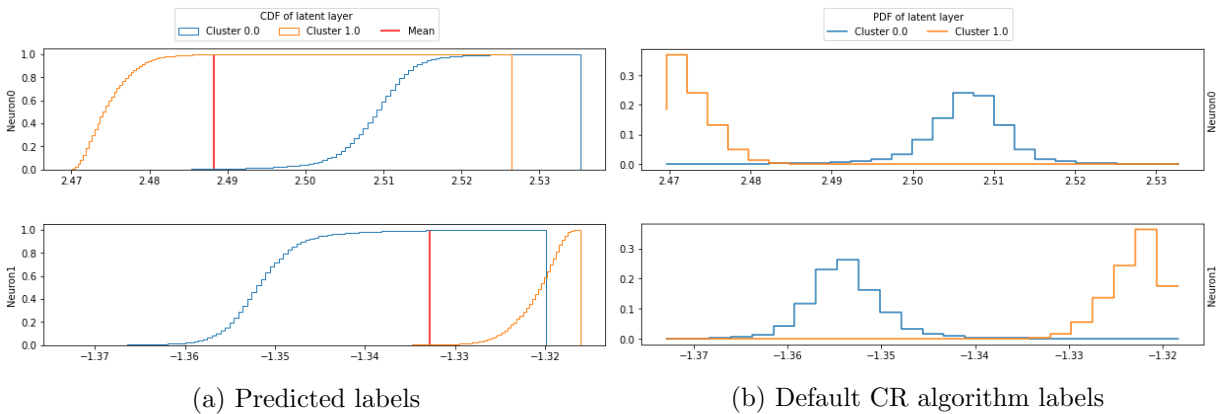 CDF of latent layer
Cluster 0.0 Cluster 1.0 Mean
1.0
0.8
0.6
0.4
0.2
0.0
Neuron0
2.47 2.48 2.49 2.50 2.51 2.52 2.53
1.0
0.8
0.6
0.4
0.2
0.0
Neuron1
−1.37 −1.36 −1.35 −1.34 −1.33 −1.32
(a) Predicted labels
PDF of latent layer
Cluster 0.0 Cluster 1.0
0.3
0.2
0.1
0.0
Neuron0
2.47 2.48 2.49 2.50 2.51 2.52 2.53
0.3
0.2
0.1
0.0
Neuron1
−1.37 −1.36 −1.35 −1.34 −1.33 −1.32
(b) Default CR algorithm labels